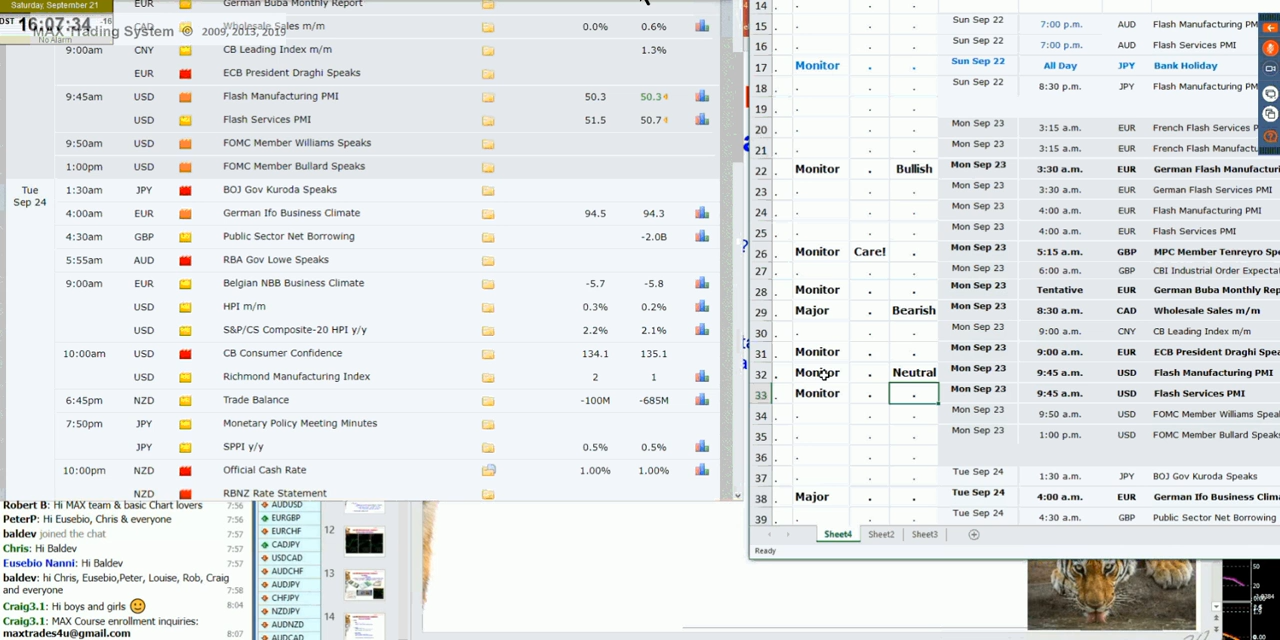 Saturday, September 21
DST 16:07:34 16
No Alarm
MAX Trading System © 2009, 2013, 2019
EUR German Buba Monthly Report
CAD Wholesale Sales m/m 0.0% 0.6%
9:00am CNY CB Leading Index m/m 1.3%
EUR ECB President Draghi Speaks
9:45am USD Flash Manufacturing PMI 50.3 50.3
USD Flash Services PMI 51.5 50.7
9:50am USD FOMC Member Williams Speaks
1:00pm USD FOMC Member Bullard Speaks
Tue Sep 24 1:30am JPY BOJ Gov Kuroda Speaks
4:00am EUR German Ifo Business Climate 94.5 94.3
4:30am GBP Public Sector Net Borrowing -2.0B
5:55am AUD RBA Gov Lowe Speaks
9:00am EUR Belgian NBB Business Climate -5.7 -5.8
USD HPI m/m 0.3% 0.2%
USD S&P/CS Composite-20 HPI y/y 2.2% 2.1%
10:00am USD CB Consumer Confidence 134.1 135.1
USD Richmond Manufacturing Index 2 1
6:45pm NZD Trade Balance -100M -685M
7:50pm JPY Monetary Policy Meeting Minutes
JPY SPPI y/y 0.5% 0.5%
10:00pm NZD Official Cash Rate 1.00% 1.00%
NZD RBNZ Rate Statement
14
15 . . . Sun Sep 22 7:00 p.m. AUD Flash Manufacturing PMI
16 . . . Sun Sep 22 7:00 p.m. AUD Flash Services PMI
17 Monitor . . Sun Sep 22 All Day JPY Bank Holiday
18 . . . Sun Sep 22 8:30 p.m. JPY Flash Manufacturing PMI
19 . . .
20 . . . Mon Sep 23 3:15 a.m. EUR French Flash Services P
21 . . . Mon Sep 23 3:15 a.m. EUR French Flash Manufactu
22 Monitor . Bullish Mon Sep 23 3:30 a.m. EUR German Flash Manufactur
23 . . . Mon Sep 23 3:30 a.m. EUR German Flash Services PMI
24 . . . Mon Sep 23 4:00 a.m. EUR Flash Manufacturing PMI
25 . . . Mon Sep 23 4:00 a.m. EUR Flash Services PMI
26 Monitor Care! . Mon Sep 23 5:15 a.m. GBP MPC Member Tenreyro Spe
27 . . . Mon Sep 23 6:00 a.m. GBP CBI Industrial Order Expectat
28 Monitor . . Mon Sep 23 Tentative EUR German Buba Monthly Rep
29 Major . Bearish Mon Sep 23 8:30 a.m. CAD Wholesale Sales m/m
30 . . . Mon Sep 23 9:00 a.m. CNY CB Leading Index m/m
31 Monitor . . Mon Sep 23 9:00 a.m. EUR ECB President Draghi Spea
32 Monitor . Neutral Mon Sep 23 9:45 a.m. USD Flash Manufacturing PMI
33 Monitor . . Mon Sep 23 9:45 a.m. USD Flash Services PMI
34 . . . Mon Sep 23 9:50 a.m. USD FOMC Member Williams Speaks
35 . . . Mon Sep 23 1:00 p.m. USD FOMC Member Bullard Speaks
36 . . .
37 . . . Tue Sep 24 1:30 a.m. JPY BOJ Gov Kuroda Speaks
38 Major . . Tue Sep 24 4:00 a.m. EUR German Ifo Business Clima
39 . . . Tue Sep 24 4:30 a.m. GBP Public Sector Net Borrowing
Sheet4 Sheet2 Sheet3
Ready
Robert B: Hi MAX team & basic Chart lovers 7:56
PeterP: Hi Eusebio, Chris & everyone 7:56
baldev joined the chat 7:57
Chris: Hi Baldev 7:57
Eusebio Nanni: Hi Baldev 7:57
baldev: hi Chris, Eusebio,Peter, Louise, Rob, Craig
and everyone 7:58
Craig3.1: Hi boys and girls 8:04
Craig3.1: MAX Course enrollment inquiries:
maxtrades4u@gmail.com 8:07
AUDUSD
EURGBP
EURCHF
CADJPY
USDCAD
AUDCHF
AUDJPY
CHFJPY
NZDJPY
AUDNZD
AUDCAD
12
13
14
50